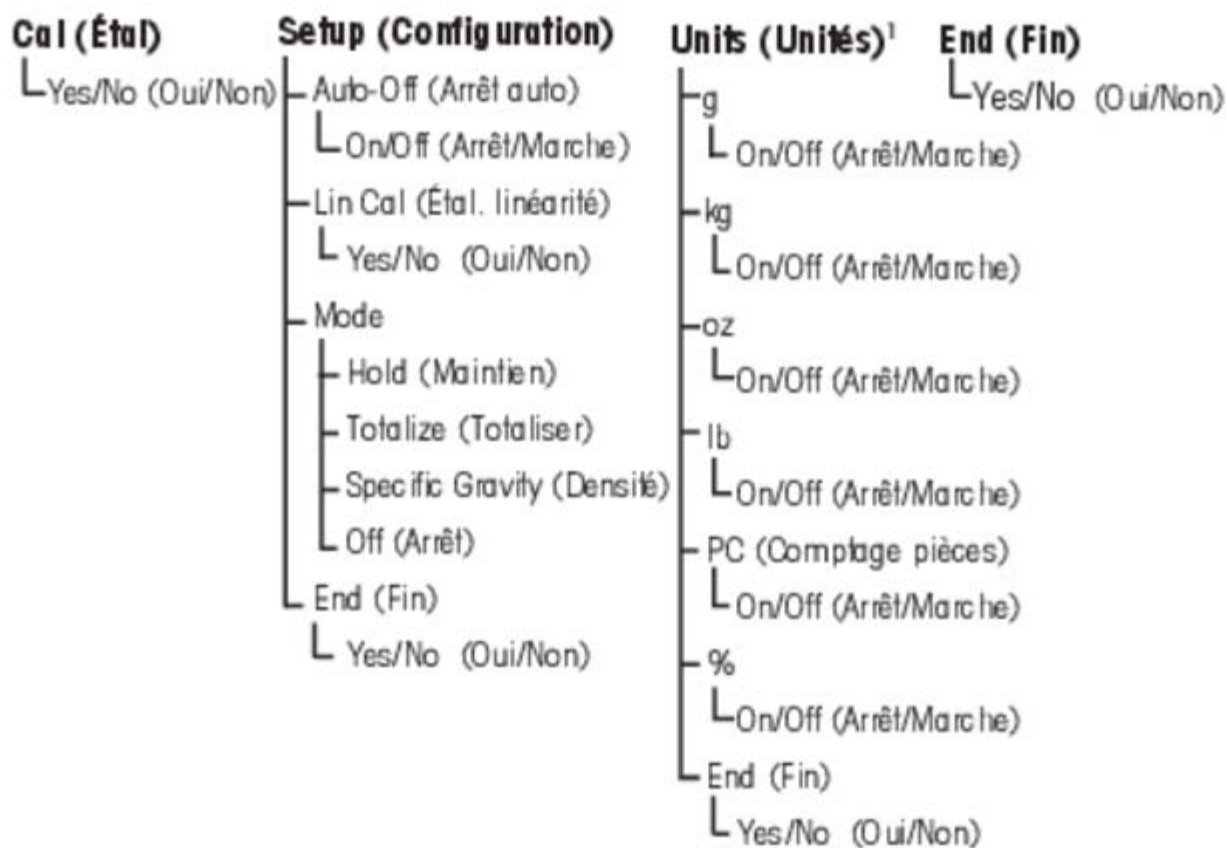 Cal (Étal)
Yes/No (Oui/Non)
Setup (Configuration)
Auto-Off (Arrêt auto)
On/Off (Arrêt/Marche)
Lin Cal (Étal. linéarité)
Yes/No (Oui/Non)
Mode
Hold (Maintien)
Totalize (Totaliser)
Specific Gravity (Densité)
Off (Arrêt)
End (Fin)
Yes/No (Oui/Non)
Units (Unités)¹
g
On/Off (Arrêt/Marche)
kg
On/Off (Arrêt/Marche)
oz
On/Off (Arrêt/Marche)
lb
On/Off (Arrêt/Marche)
PC (Comptage pièces)
On/Off (Arrêt/Marche)
%
On/Off (Arrêt/Marche)
End (Fin)
Yes/No (Oui/Non)
End (Fin)
Yes/No (Oui/Non)